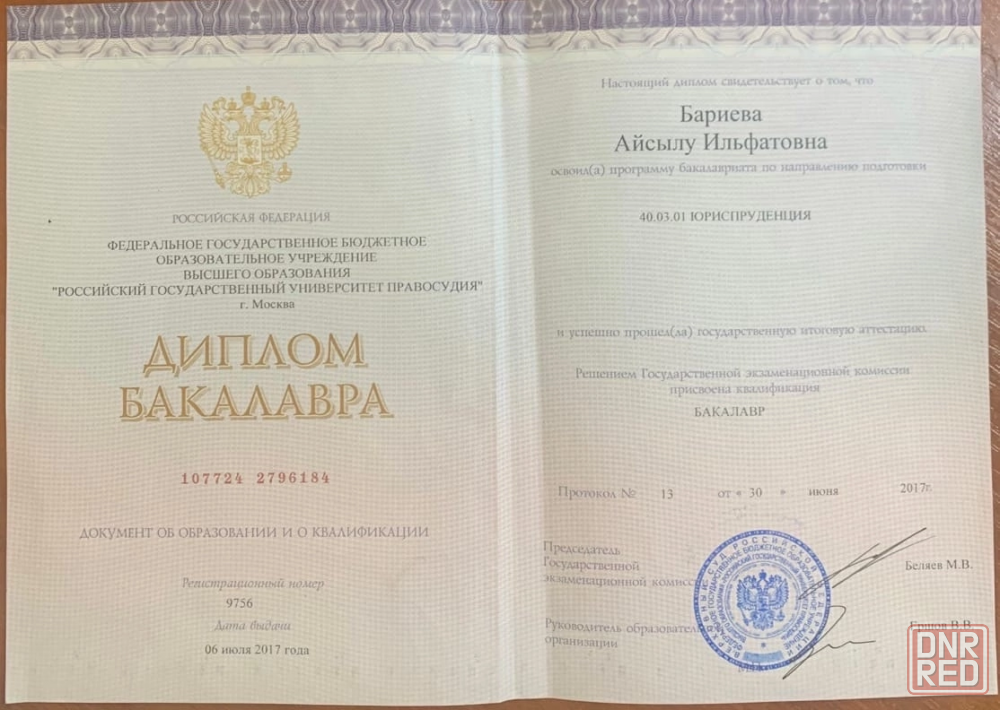 РОССИЙСКАЯ ФЕДЕРАЦИЯ
ФЕДЕРАЛЬНОЕ ГОСУДАРСТВЕННОЕ БЮДЖЕТНОЕ
ОБРАЗОВАТЕЛЬНОЕ УЧРЕЖДЕНИЕ
ВЫСШЕГО ОБРАЗОВАНИЯ
"РОССИЙСКИЙ ГОСУДАРСТВЕННЫЙ УНИВЕРСИТЕТ ПРАВОСУДИЯ"
г. Москва
ДИПЛОМ
БАКАЛАВРА
107724 2796184
ДОКУМЕНТ ОБ ОБРАЗОВАНИИ И О КВАЛИФИКАЦИИ
Регистрационный номер
9756
Дата выдачи
06 июля 2017 года
Настоящий диплом свидетельствует о том, что
Бариева
Айсылу Ильфатовна
освоил(а) программу бакалавриата по направлению подготовки
40.03.01 ЮРИСПРУДЕНЦИЯ
и успешно прошел(ла) государственную итоговую аттестацию
Решением Государственной экзаменационной комиссии
присвоена квалификация
БАКАЛАВР
Протокол № 13 от « 30 » июня 2017г.
Председатель
Государственной
экзаменационной комисс
Беляев М.В.
Руководитель образовател
организации
В.В.
DNR
RED